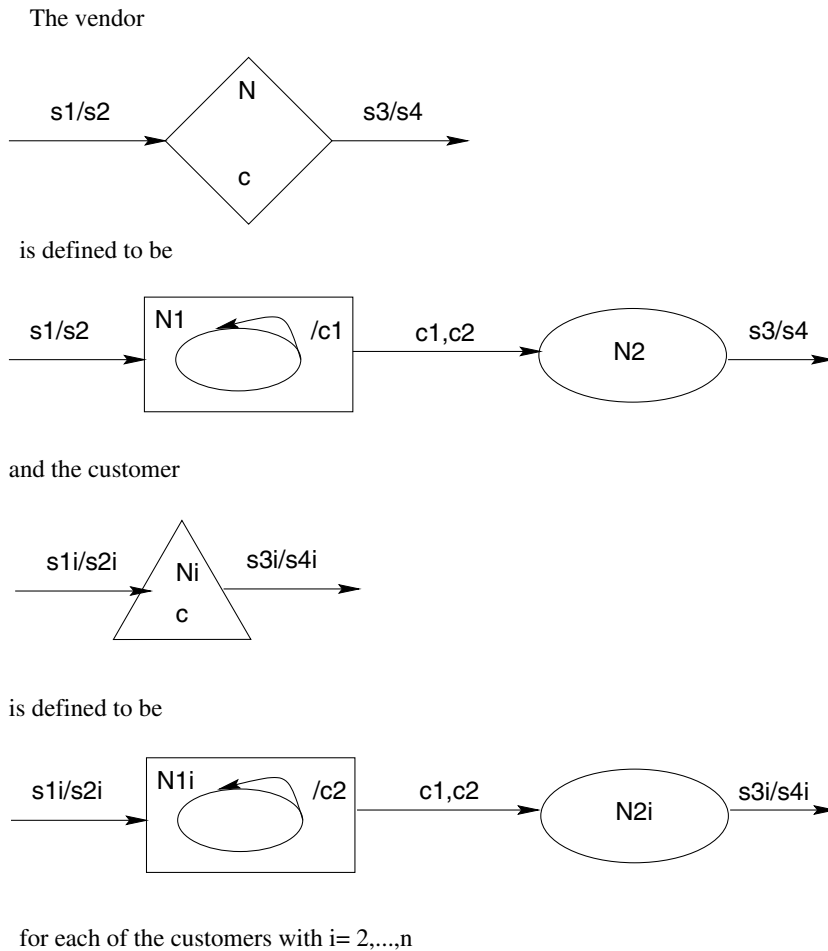 The vendor
N
s1/s2
s3/s4
c
is defined to be
N1
s1/s2
/c1
c1,c2
N2
s3/s4
and the customer
s1i/s2i
Ni
s3i/s4i
c
is defined to be
N1i
s1i/s2i
/c2
c1,c2
N2i
s3i/s4i
for each of the customers with i= 2,...,n